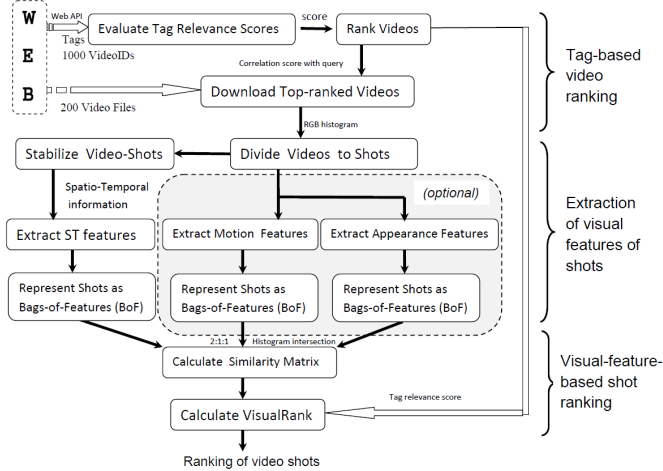 W
E
B
Web API
Tags
1000 VideoIDs
200 Video Files
Evaluate Tag Relevance Scores
score
Rank Videos
Correlation score with query
Download Top-ranked Videos
RGB histogram
Tag-based
video
ranking
Stabilize Video-Shots
Divide Videos to Shots
Spatio-Temporal
information
(optional)
Extract ST features
Extract Motion Features
Extract Appearance Features
Represent Shots as
Bags-of-Features (BoF)
Represent Shots as
Bags-of-Features (BoF)
Represent Shots as
Bags-of-Features (BoF)
Extraction
of visual
features of
shots
2:1:1 Histogram intersection
Calculate Similarity Matrix
Tag relevance score
Calculate VisualRank
Ranking of video shots
Visual-feature-
based shot
ranking